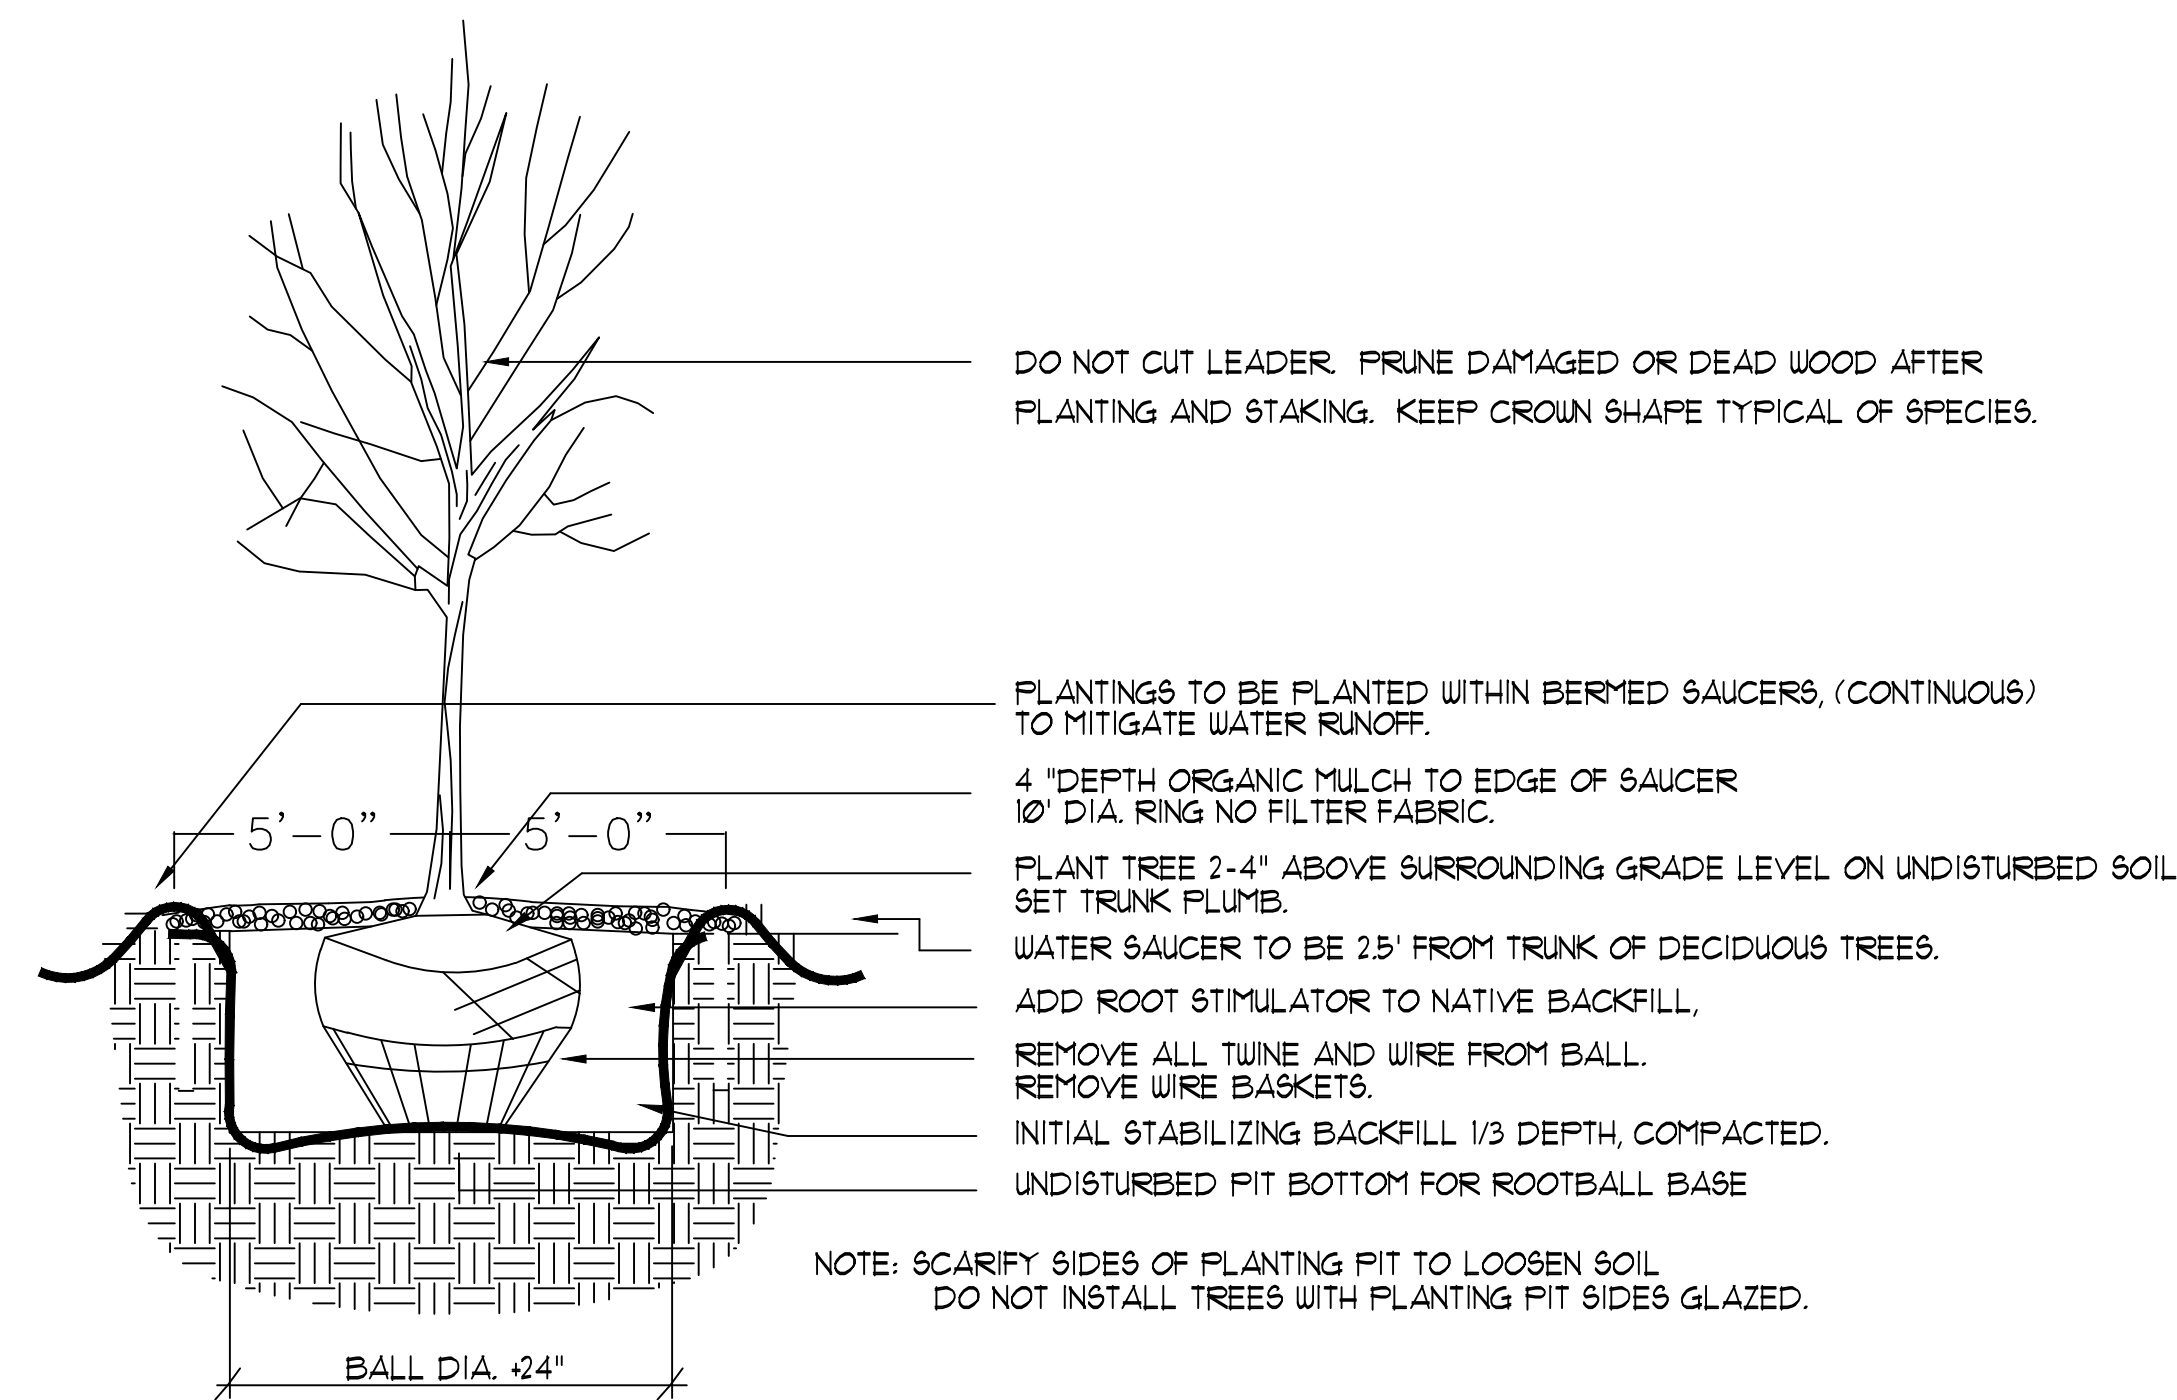 DO NOT CUT LEADER. PRUNE DAMAGED OR DEAD WOOD AFTER
PLANTING AND STAKING. KEEP CROWN SHAPE TYPICAL OF SPECIES.
PLANTINGS TO BE PLANTED WITHIN BERMED SAUCERS, (CONTINUOUS)
TO MITIGATE WATER RUNOFF.
4 "DEPTH ORGANIC MULCH TO EDGE OF SAUCER
10' DIA. RING NO FILTER FABRIC.
5'-0" 5'-0"
PLANT TREE 2-4" ABOVE SURROUNDING GRADE LEVEL ON UNDISTURBED SOIL
SET TRUNK PLUMB.
WATER SAUCER TO BE 2.5' FROM TRUNK OF DECIDUOUS TREES.
ADD ROOT STIMULATOR TO NATIVE BACKFILL,
REMOVE ALL TWINE AND WIRE FROM BALL.
REMOVE WIRE BASKETS.
INITIAL STABILIZING BACKFILL 1/3 DEPTH, COMPACTED.
UNDISTURBED PIT BOTTOM FOR ROOTBALL BASE
NOTE: SCARIFY SIDES OF PLANTING PIT TO LOOSEN SOIL
DO NOT INSTALL TREES WITH PLANTING PIT SIDES GLAZED.
BALL DIA. +24"